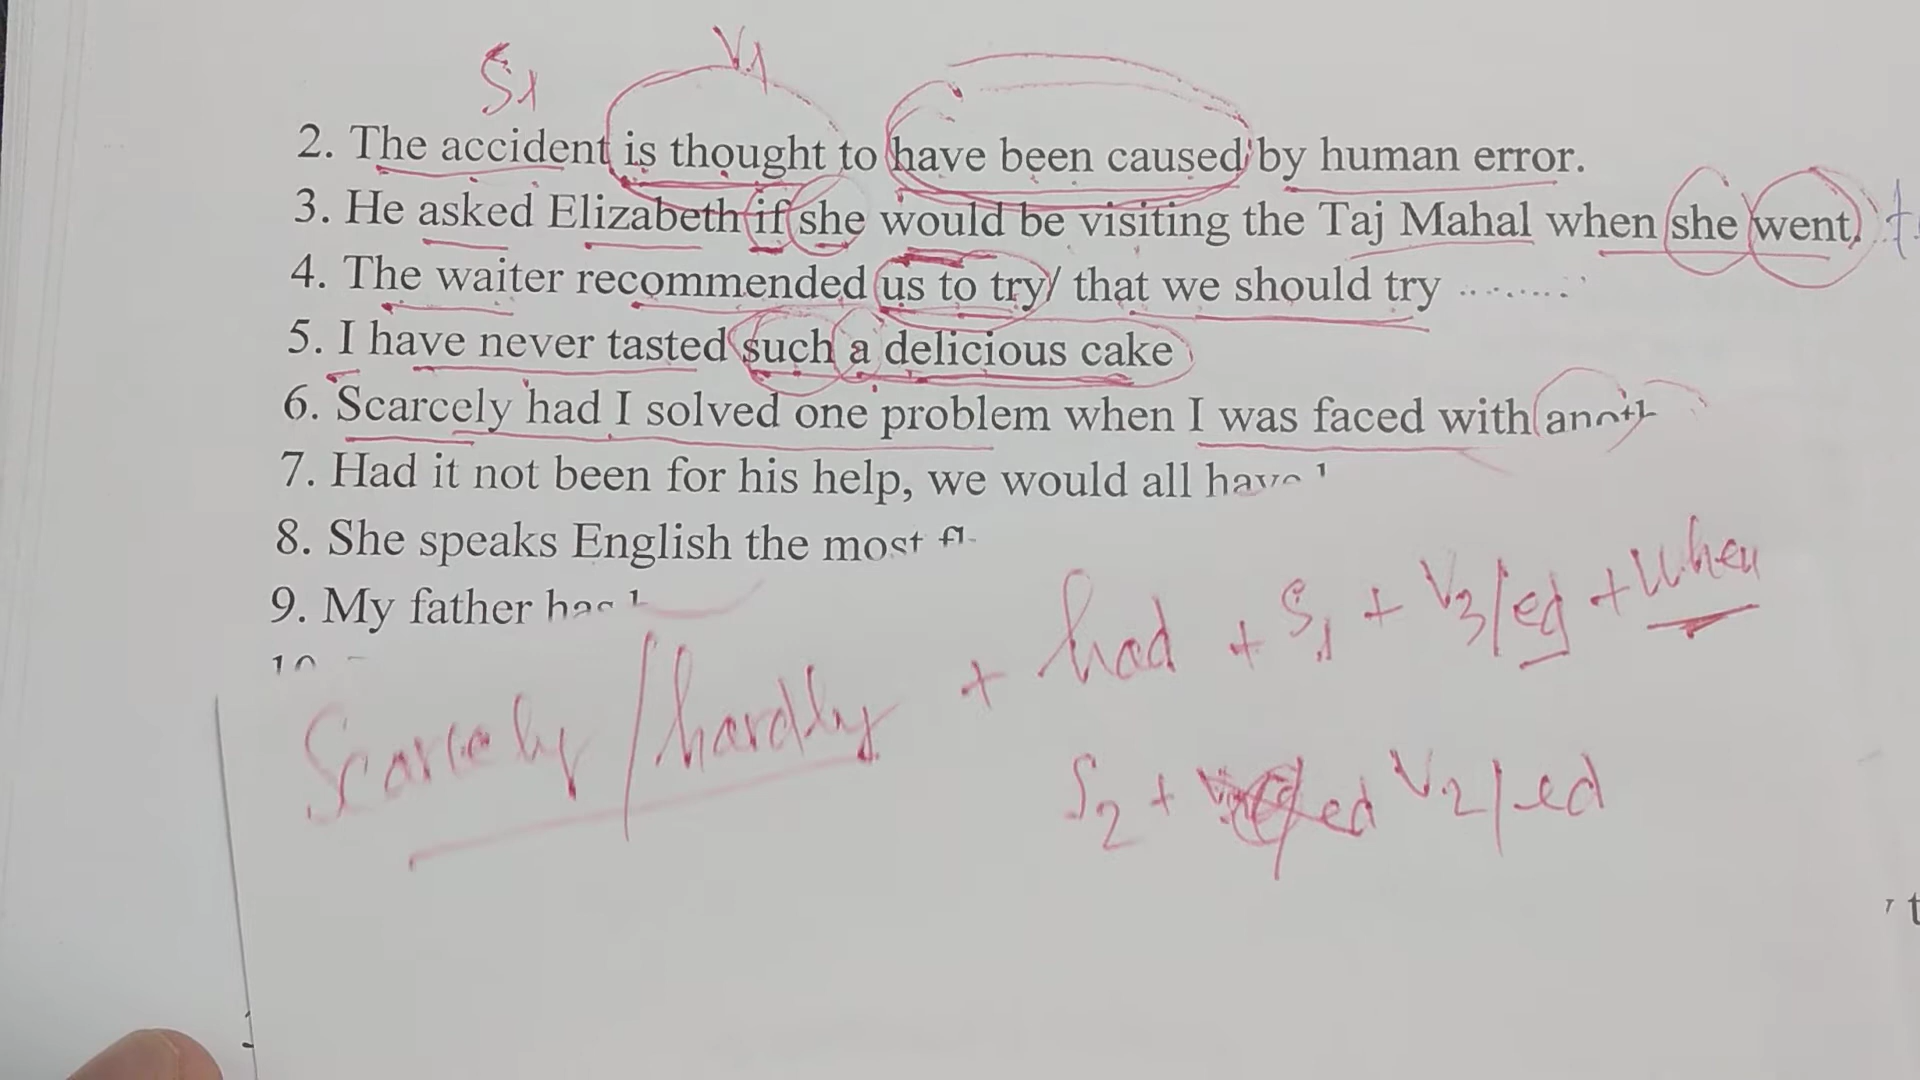 S1 V1
2. The accident is thought to have been caused by human error.
3. He asked Elizabeth if she would be visiting the Taj Mahal when she went.
4. The waiter recommended us to try/ that we should try ........
5. I have never tasted such a delicious cake
6. Scarcely had I solved one problem when I was faced with
7. Had it not been for his help, we would all have
8. She speaks English the most
9. My father has
10.
Scarcely/hardly + had + S1 + V3/ed + when
S2 + V2/ed